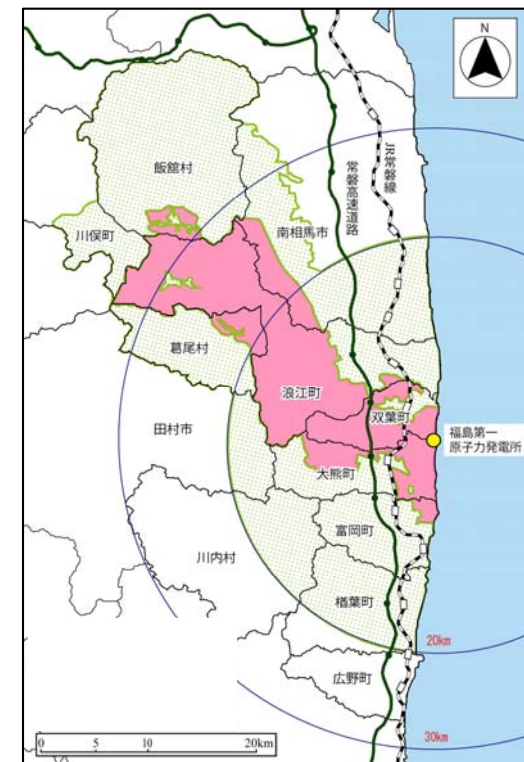 N
飯舘村
常磐高速道路
JR常磐線
川俣町
南相馬市
葛尾村
浪江町
双葉町
田村市
福島第一
原子力発電所
大熊町
富岡町
川内村
楢葉町
20km
広野町
30km
0 5 10 20km